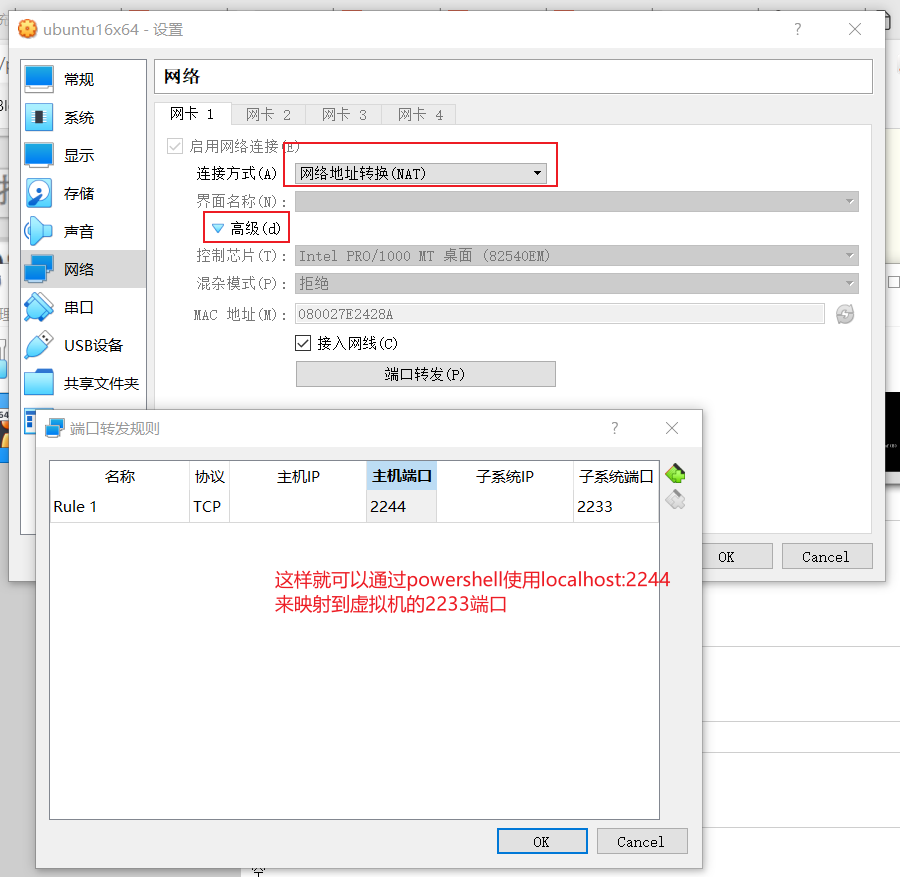 ubuntu16x64 - 设置
?
常规
系统
显示
存储
声音
网络
串口
USB设备
共享文件夹
网络
网卡 1
网卡 2
网卡 3
网卡 4
启用网络连接(E)
连接方式(A)
网络地址转换(NAT)
界面名称(N):
高级(d)
控制芯片(T):
Intel PRO/1000 MT 桌面 (82540EM)
混杂模式(P):
拒绝
MAC 地址(M):
080027E2428A
接入网线(C)
端口转发(P)
OK
Cancel
端口转发规则
?
名称 协议 主机IP 主机端口 子系统IP 子系统端口
Rule 1 TCP 2244 2233
这样就可以通过powershell使用localhost:2244
来映射到虚拟机的2233端口
OK
Cancel